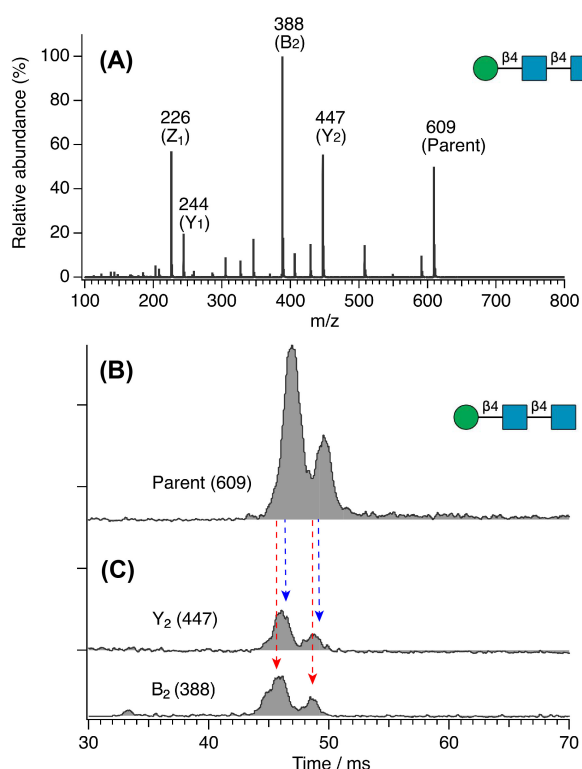 (A)
Relative abundance (%)
100
80
60
40
20
0
388
(B₂)
226
(Z₁)
244
(Y₁)
447
(Y₂)
609
(Parent)
β4 β4
100 200 300 400 500 600 700 800
m/z
(B)
β4 β4
Parent (609)
(C)
Y₂ (447)
B₂ (388)
30 40 50 60 70
Time / ms